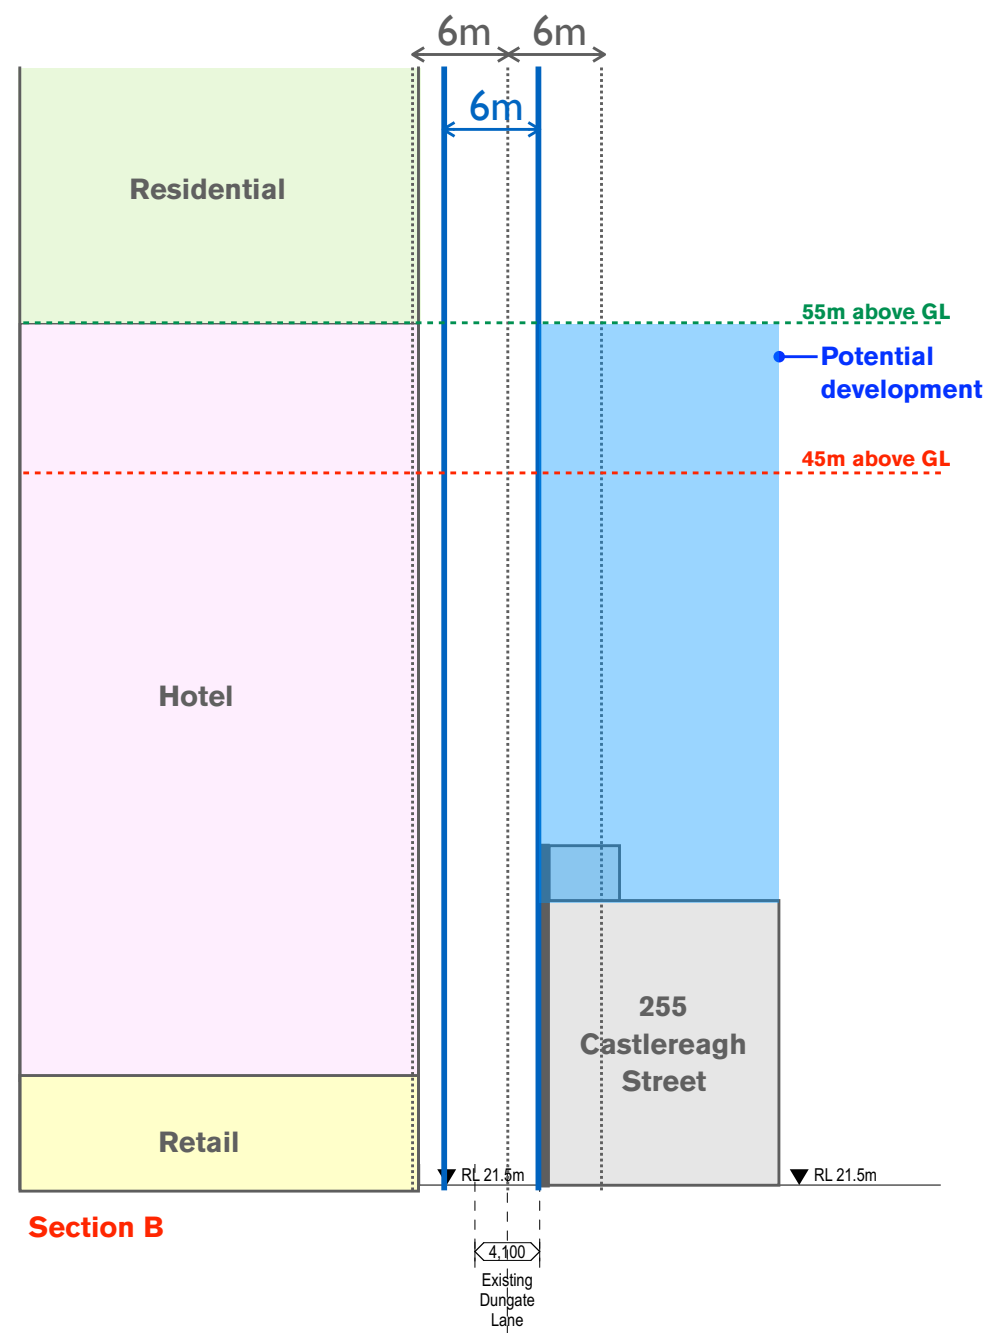 6m 6m
6m
Residential
55m above GL
Potential
development
45m above GL
Hotel
255
Castlereagh
Street
Retail
RL 21.5m
RL 21.5m
Section B
4,100
Existing
Dungate
Lane